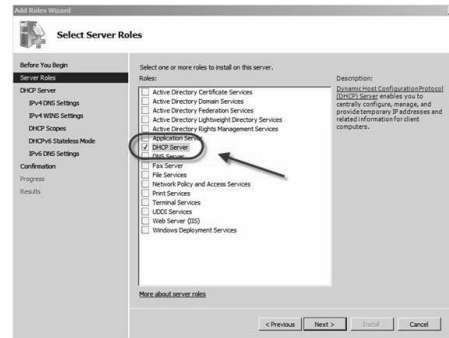 Add Roles Wizard
Select Server Roles
Before You Begin
Server Roles
DHCP Server
IPv4 DNS Settings
IPv4 WINS Settings
DHCP Scopes
DHCPv6 Stateless Mode
IPv6 DNS Settings
Confirmation
Progress
Results
Select one or more roles to install on this server.
Roles:
Active Directory Certificate Services
Active Directory Domain Services
Active Directory Federation Services
Active Directory Lightweight Directory Services
Active Directory Rights Management Services
Application Server
DHCP Server
DNS Server
Fax Server
File Services
Network Policy and Access Services
Print Services
Terminal Services
UDDI Services
Web Server (IIS)
Windows Deployment Services
More about server roles
Description:
Dynamic Host Configuration Protocol
(DHCP) Server enables you to
centrally configure, manage, and
provide temporary IP addresses and
related information for client
computers.
< Previous
Next >
Install
Cancel